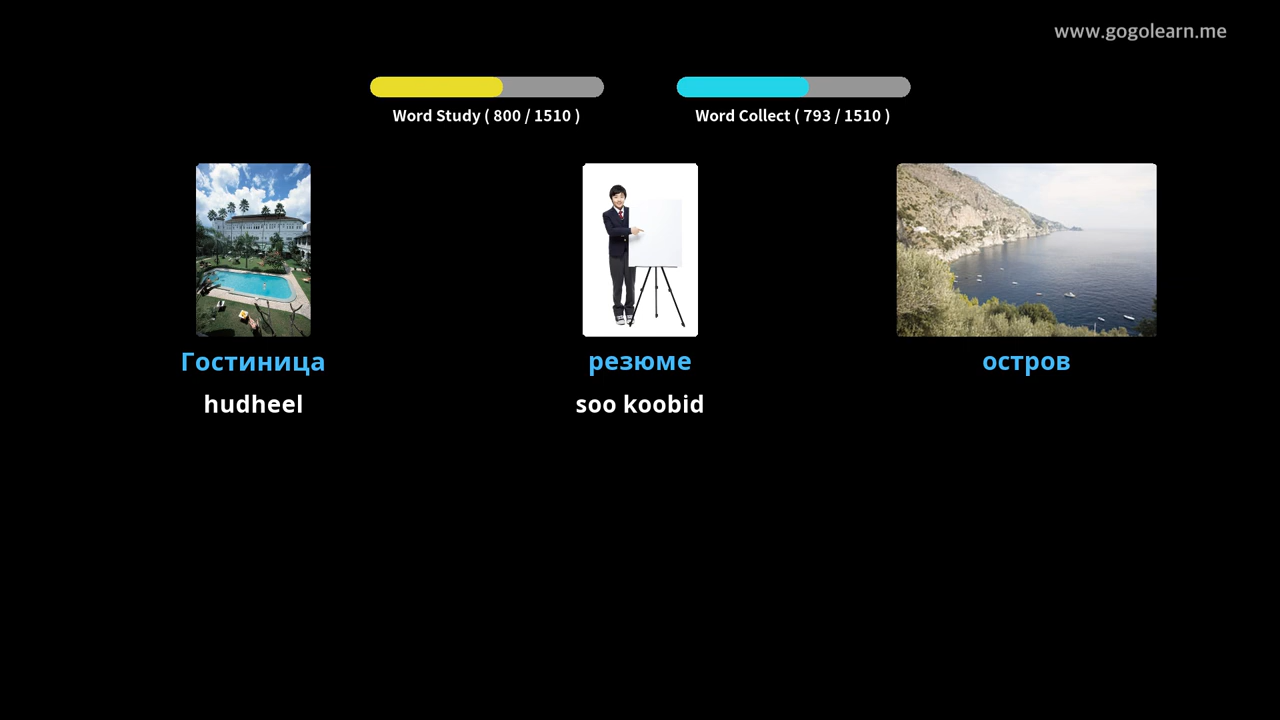 www.gogolearn.me
Word Study ( 800 / 1510 )
Word Collect ( 793 / 1510 )
Гостиница
резюме
остров
hudheel
soo koobid